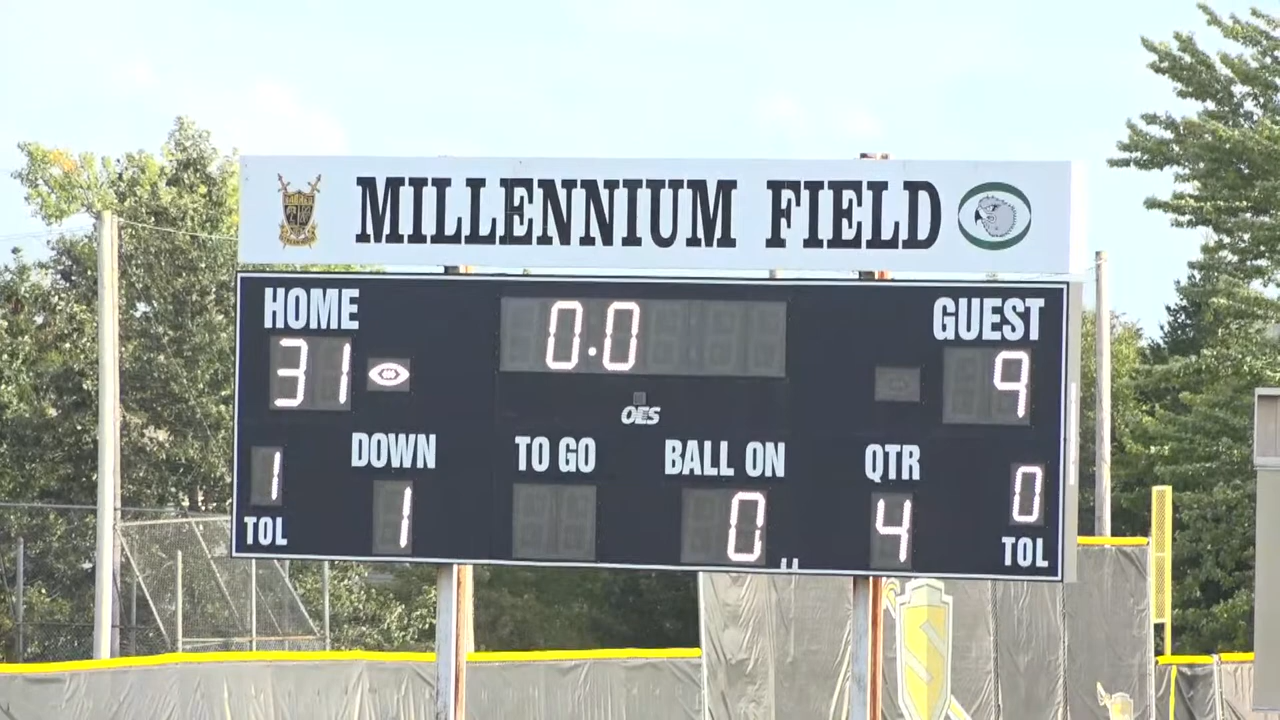 MILLENNIUM FIELD
HOME 0.0 GUEST
31 9
OES
DOWN TO GO BALL ON QTR
1 1 0 4 0
TOL TOL